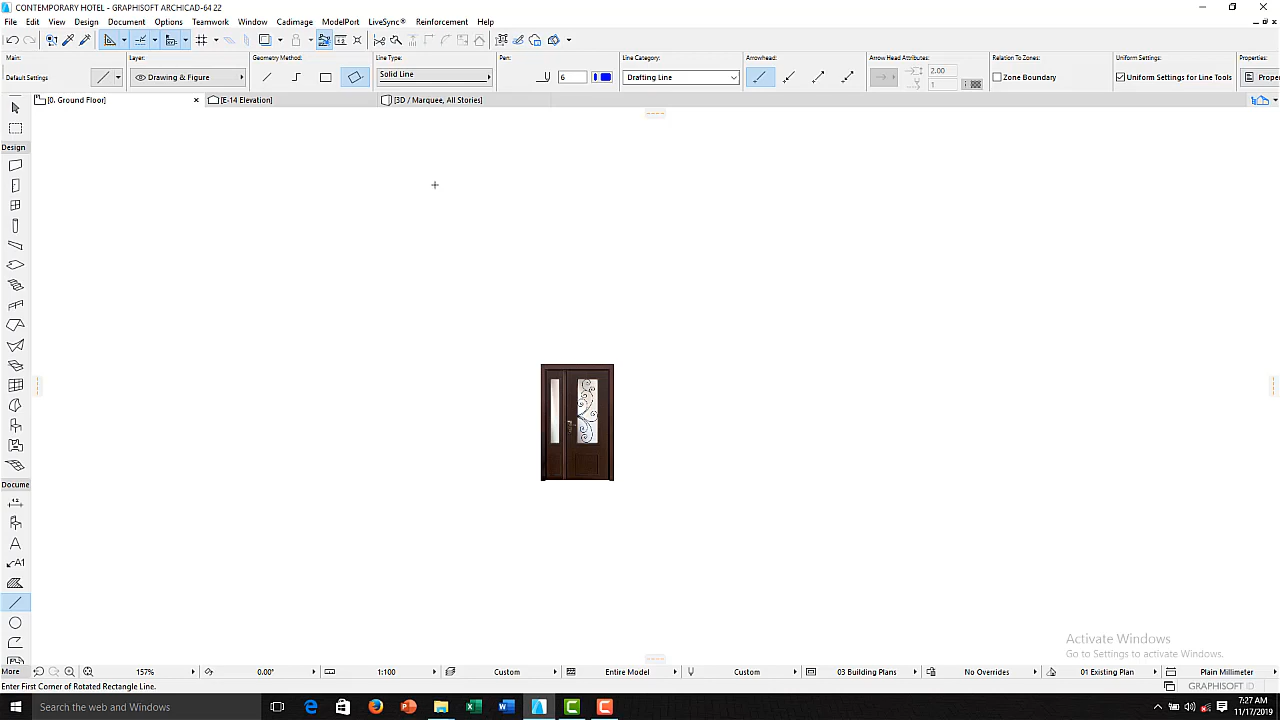 CONTEMPORARY HOTEL - GRAPHISOFT ARCHICAD-64 22
File Edit View Design Document Options Teamwork Window Cadimage ModelPort LiveSync® Reinforcement Help
Main: Layer: Geometry Method: Line Type: Pen: Line Category: Arrowhead: Arrow Head Attributes: Relation To Zones: Uniform Settings: Properties
Solid Line
2.00
Default Settings Drawing & Figure 6 Drafting Line Zone Boundary Uniform Settings for Line Tools
1
[0. Ground Floor] [E-14 Elevation] [3D / Marquee, All Stories]
Design
Docume
A
A1
Activate Windows
Go to Settings to activate Windows.
More 157% 0.00° 1:100 Custom Entire Model Custom 03 Building Plans No Overrides 01 Existing Plan Plain Millimeter
Enter First Corner of Rotated Rectangle Line. GRAPHISOFT
Search the web and Windows
7:27 AM
11/17/2019